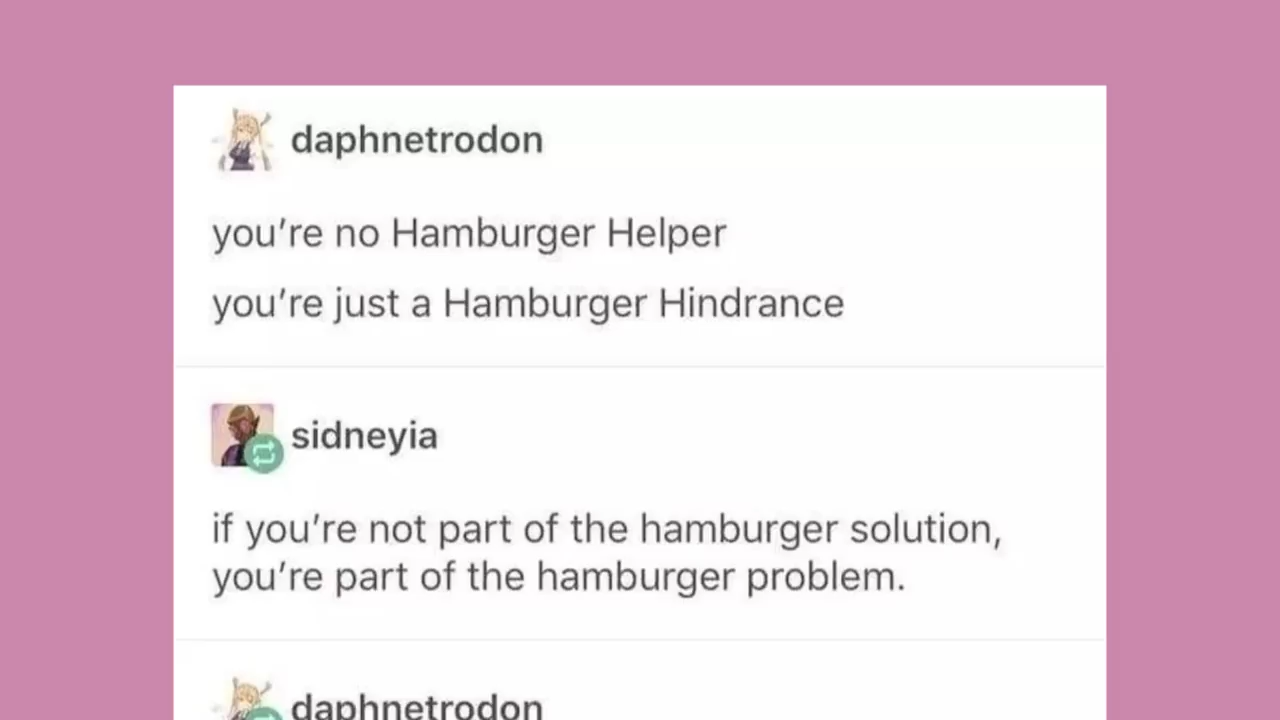 daphnetrodon
you’re no Hamburger Helper
you’re just a Hamburger Hindrance
sidneyia
if you’re not part of the hamburger solution,
you’re part of the hamburger problem.
daphnetrodon